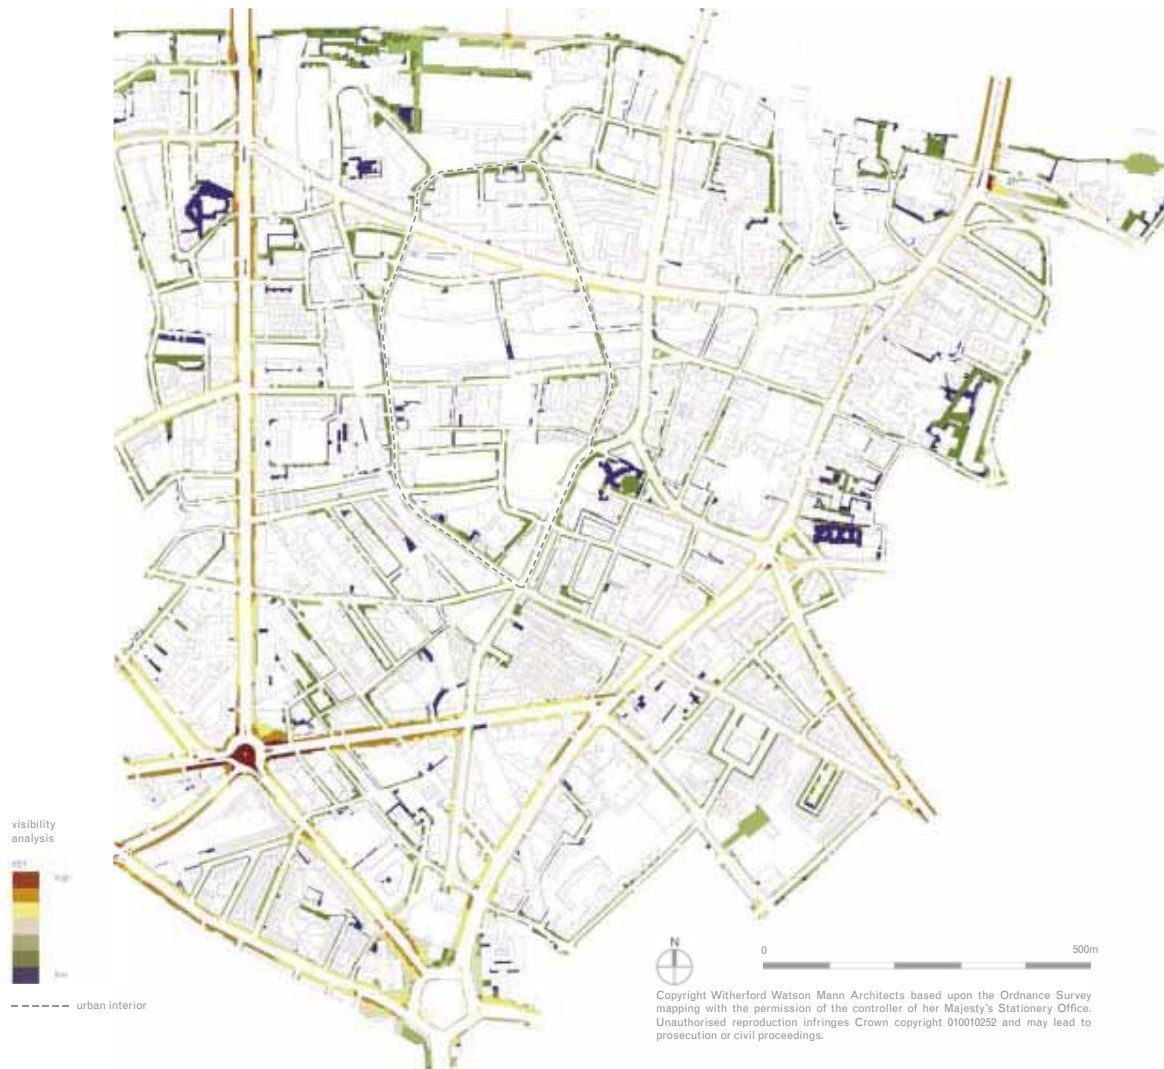 visibility
analysis
KEY
high
low
urban interior
N
0
500m
Copyright Witherford Watson Mann Architects based upon the Ordnance Survey
mapping with the permission of the controller of her Majesty's Stationery Office.
Unauthorised reproduction infringes Crown copyright 010010252 and may lead to
prosecution or civil proceedings.